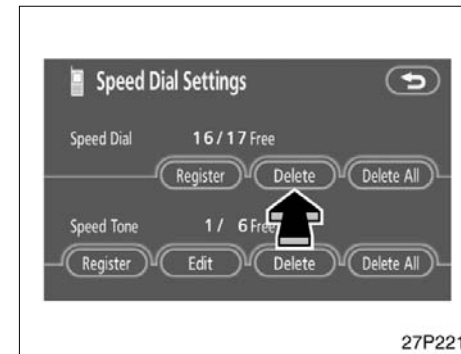 Speed Dial Settings
Speed Dial 16/17 Free
Register Delete Delete All
Speed Tone 1/ 6 Free
Register Edit Delete Delete All
27P221